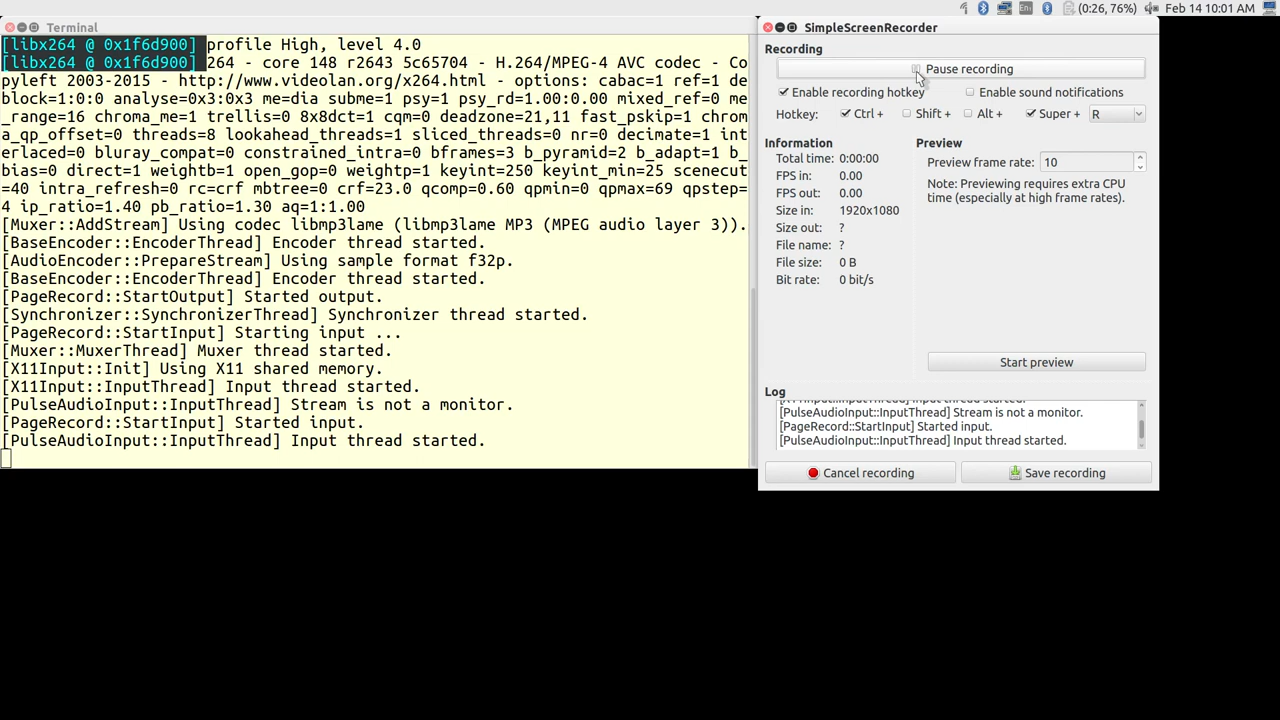 En (0:26, 76%) Feb 14 10:01 AM
Terminal
[libx264 @ 0x1f6d900] profile High, level 4.0
[libx264 @ 0x1f6d900] 264 - core 148 r2643 5c65704 - H.264/MPEG-4 AVC codec - Co
pyleft 2003-2015 - http://www.videolan.org/x264.html - options: cabac=1 ref=1 de
block=1:0:0 analyse=0x3:0x3 me=dia subme=1 psy=1 psy_rd=1.00:0.00 mixed_ref=0 me
_range=16 chroma_me=1 trellis=0 8x8dct=1 cqm=0 deadzone=21,11 fast_pskip=1 chrom
a_qp_offset=0 threads=8 lookahead_threads=1 sliced_threads=0 nr=0 decimate=1 int
erlaced=0 bluray_compat=0 constrained_intra=0 bframes=3 b_pyramid=2 b_adapt=1 b_
bias=0 direct=1 weightb=1 open_gop=0 weightp=1 keyint=250 keyint_min=25 scenecut
=40 intra_refresh=0 rc=crf mbtree=0 crf=23.0 qcomp=0.60 qpmin=0 qpmax=69 qpstep=
4 ip_ratio=1.40 pb_ratio=1.30 aq=1:1.00
[Muxer::AddStream] Using codec libmp3lame (libmp3lame MP3 (MPEG audio layer 3)).
[BaseEncoder::EncoderThread] Encoder thread started.
[AudioEncoder::PrepareStream] Using sample format f32p.
[BaseEncoder::EncoderThread] Encoder thread started.
[PageRecord::StartOutput] Started output.
[Synchronizer::SynchronizerThread] Synchronizer thread started.
[PageRecord::StartInput] Starting input ...
[Muxer::MuxerThread] Muxer thread started.
[X11Input::Init] Using X11 shared memory.
[X11Input::InputThread] Input thread started.
[PulseAudioInput::InputThread] Stream is not a monitor.
[PageRecord::StartInput] Started input.
[PulseAudioInput::InputThread] Input thread started.
SimpleScreenRecorder
Recording
Pause recording
Enable recording hotkey Enable sound notifications
Hotkey: Ctrl + Shift + Alt + Super + R
Information
Total time: 0:00:00
FPS in: 0.00
FPS out: 0.00
Size in: 1920x1080
Size out: ?
File name: ?
File size: 0 B
Bit rate: 0 bit/s
Preview
Preview frame rate: 10
Note: Previewing requires extra CPU
time (especially at high frame rates).
Start preview
Log
[X11Input::InputThread] Input thread started.
[PulseAudioInput::InputThread] Stream is not a monitor.
[PageRecord::StartInput] Started input.
[PulseAudioInput::InputThread] Input thread started.
Cancel recording Save recording